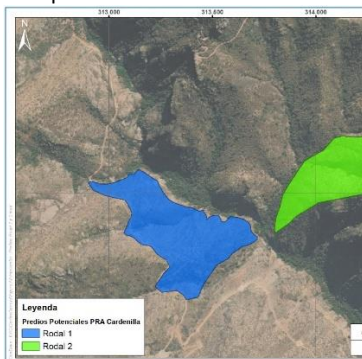 313,000 313,500 314,000
N
Leyenda
Predios Potenciales PRA Cardenilla
Rodal 1
Rodal 2